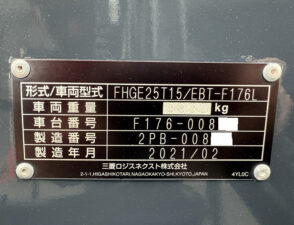 形式/車両型式 FHGE25T15/EBT-F176L
車両重量 kg
車台番号 F176-008
製造番号 2PB-008
製造年月 2021/02
三菱ロジスネクスト株式会社
2-1-1,HIGASHIKOTARI,NAGAOKAKYO-SHI,KYOTO,JAPAN
4YL0C